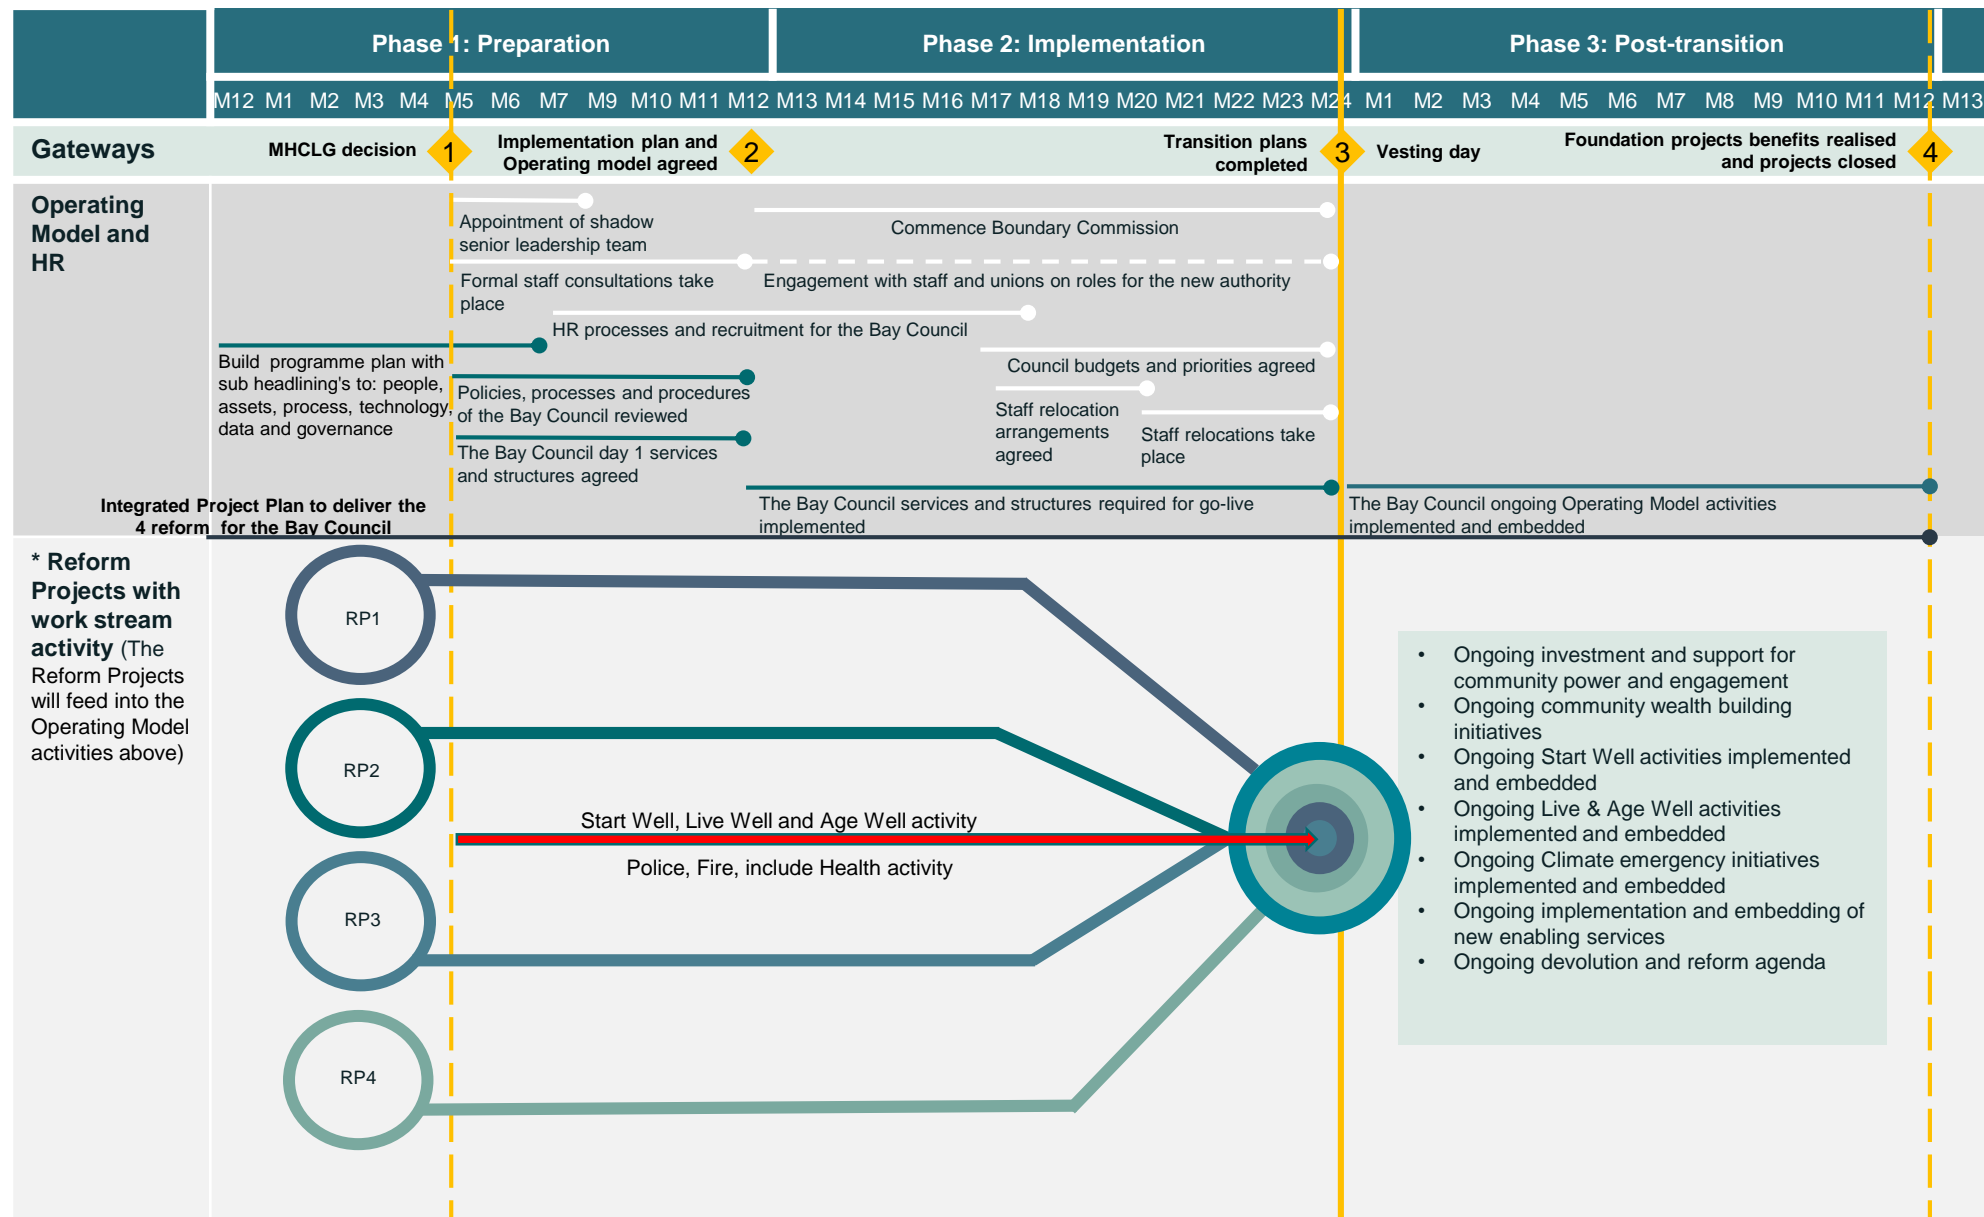 Phase 1: Preparation
Phase 2: Implementation
Phase 3: Post-transition
M12 M1 M2 M3 M4 M5 M6 M7 M9 M10 M11 M12 M13 M14 M15 M16 M17 M18 M19 M20 M21 M22 M23 M24 M1 M2 M3 M4 M5 M6 M7 M8 M9 M10 M11 M12 M13
Gateways
MHCLG decision
1
Implementation plan and
Operating model agreed
2
Transition plans
completed
3
Vesting day
Foundation projects benefits realised
and projects closed
4
Operating
Model and
HR
Appointment of shadow
senior leadership team
Commence Boundary Commission
Formal staff consultations take
place
Engagement with staff and unions on roles for the new authority
HR processes and recruitment for the Bay Council
Build programme plan with
sub headlining's to: people,
assets, process, technology,
data and governance
Council budgets and priorities agreed
Policies, processes and procedures
of the Bay Council reviewed
Staff relocation
arrangements
agreed
Staff relocations take
place
The Bay Council day 1 services
and structures agreed
The Bay Council services and structures required for go-live
implemented
The Bay Council ongoing Operating Model activities
implemented and embedded
Integrated Project Plan to deliver the
4 reform for the Bay Council
* Reform
Projects with
work stream
activity (The
Reform Projects
will feed into the
Operating Model
activities above)
RP1
RP2
RP3
RP4
Start Well, Live Well and Age Well activity
Police, Fire, include Health activity
• Ongoing investment and support for
community power and engagement
• Ongoing community wealth building
initiatives
• Ongoing Start Well activities implemented
and embedded
• Ongoing Live & Age Well activities
implemented and embedded
• Ongoing Climate emergency initiatives
implemented and embedded
• Ongoing implementation and embedding of
new enabling services
• Ongoing devolution and reform agenda